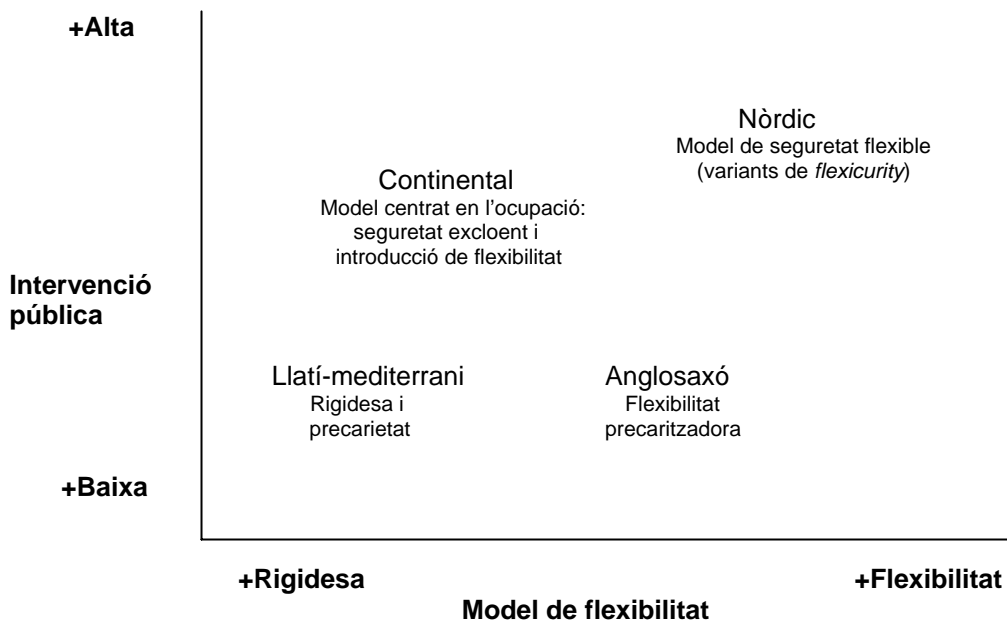 +Alta
Nòrdic
Model de seguretat flexible
(variants de flexicurity)
Continental
Model centrat en l’ocupació:
seguretat excloent i
introducció de flexibilitat
Intervenció
pública
Llatí-mediterrani
Rigidesa i
precarietat
Anglosaxó
Flexibilitat
precaritzadora
+Baixa
+Rigidesa
+Flexibilitat
Model de flexibilitat